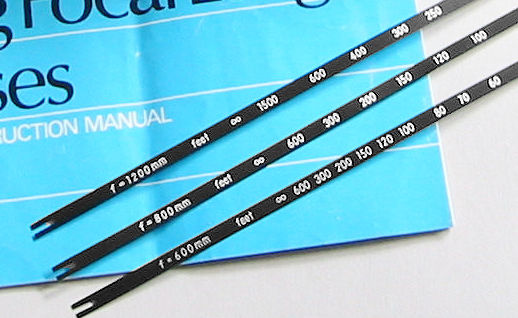 Focal
ses
RUCTION MANUAL
f = 1200mm feet ∞ 1500 600 400 300 250
f = 800mm feet ∞ 600 300 200 150 120 100
f = 600mm feet ∞ 600 300 200 150 120 100 80 70 60